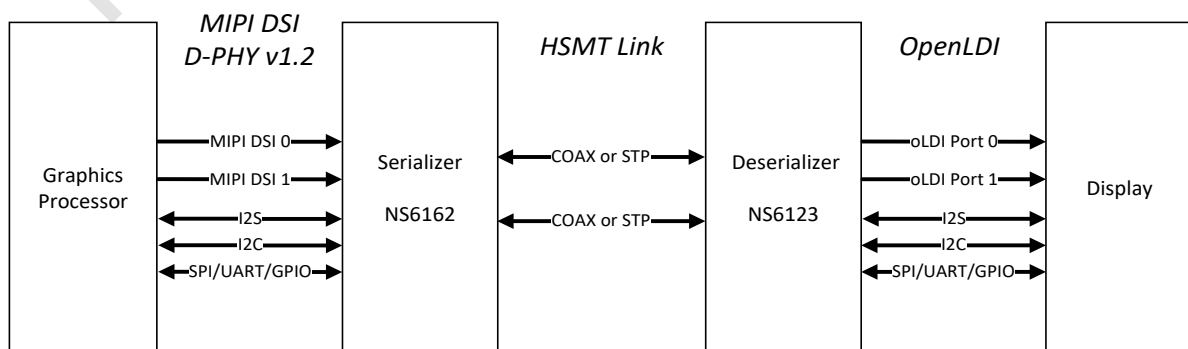 MIPI DSI
D-PHY v1.2
HSMT Link
OpenLDI
Graphics
Processor
MIPI DSI 0
MIPI DSI 1
I2S
I2C
SPI/UART/GPIO
Serializer
NS6162
COAX or STP
COAX or STP
Deserializer
NS6123
oLDI Port 0
oLDI Port 1
I2S
I2C
SPI/UART/GPIO
Display